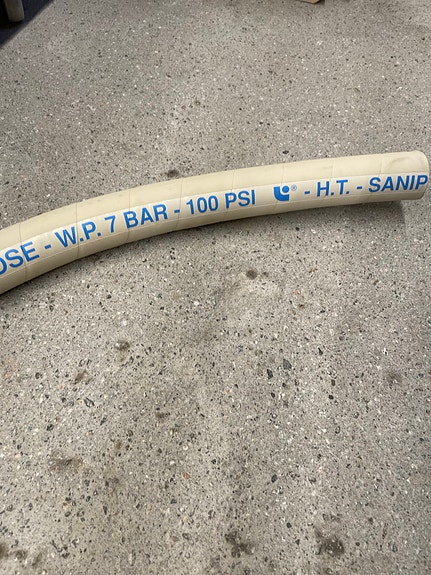 OSE - W.P. 7 BAR - 100 PSI ® - H.T. - SANIP